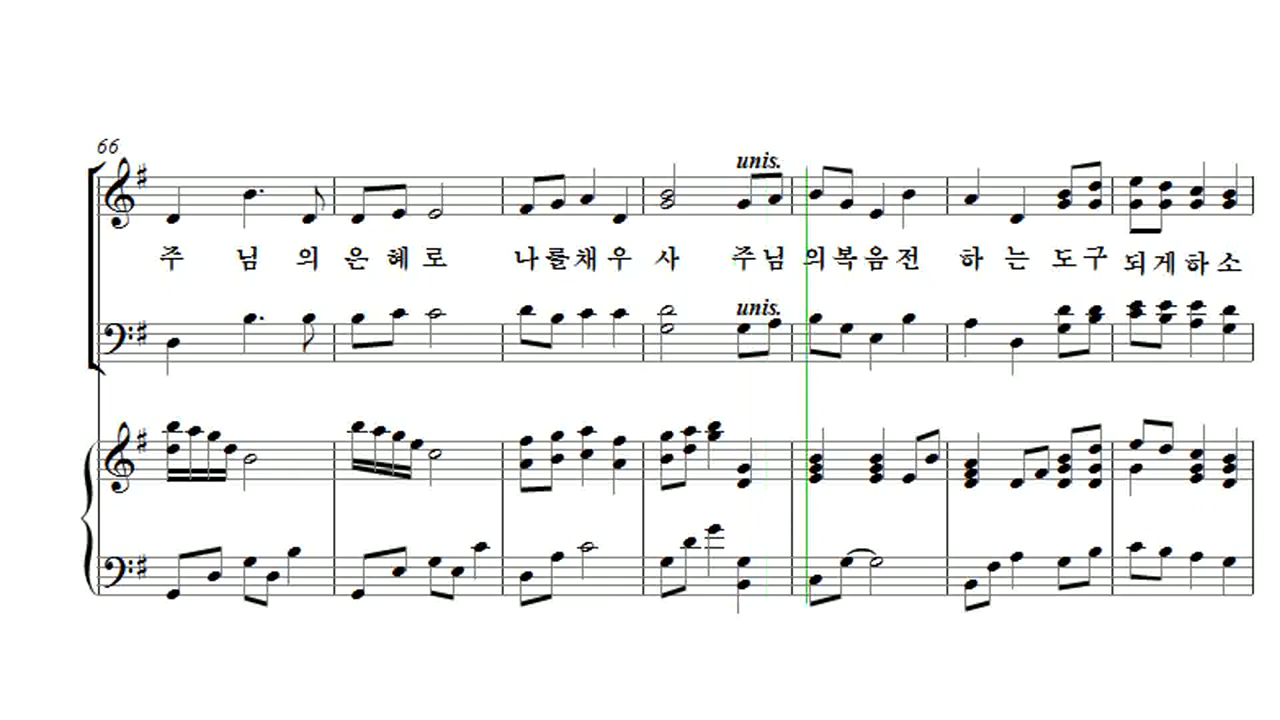 66
unis.
주 님 의 은 혜 로 나를채 우 사 주님 의복음전 하 는 도구 되게하소
unis.